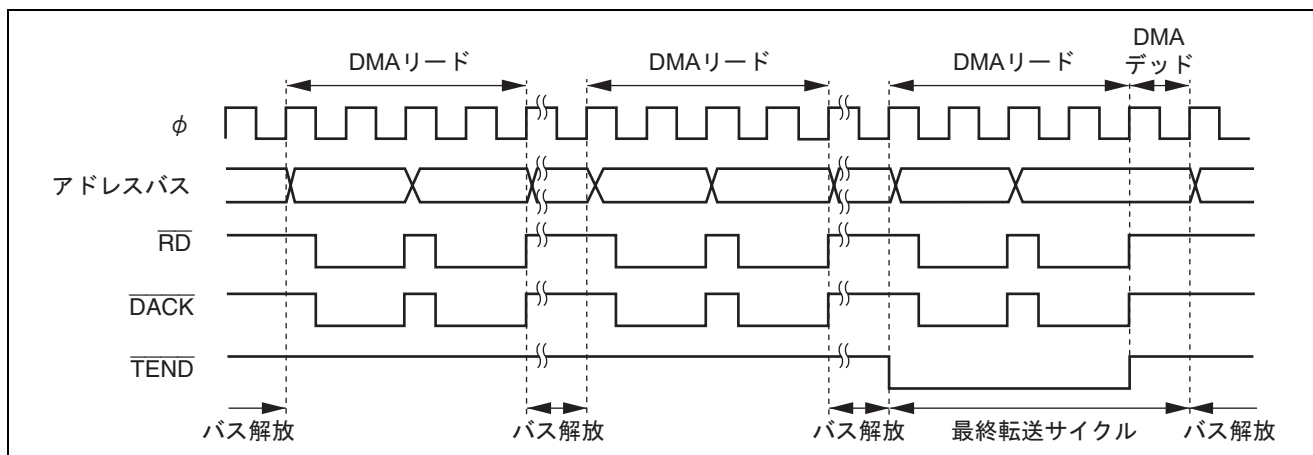 DMAリード
DMAリード
DMAリード
DMA
デッド
φ
アドレスバス
RD
DACK
TEND
バス解放
バス解放
バス解放
最終転送サイクル
バス解放